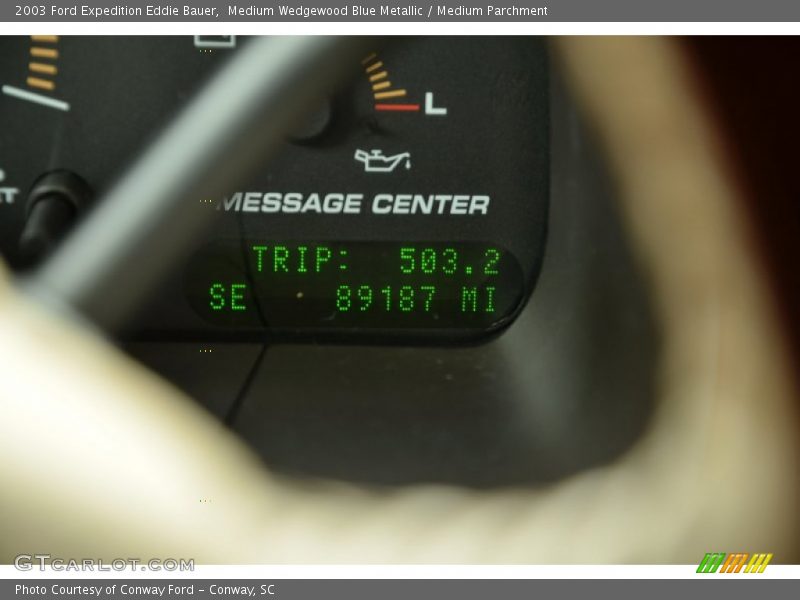 2003 Ford Expedition Eddie Bauer,  Medium Wedgewood Blue Metallic / Medium Parchment
L
MESSAGE CENTER
TRIP: 503.2
SE 89187 MI
GTCARLOT.COM
Photo Courtesy of Conway Ford – Conway, SC